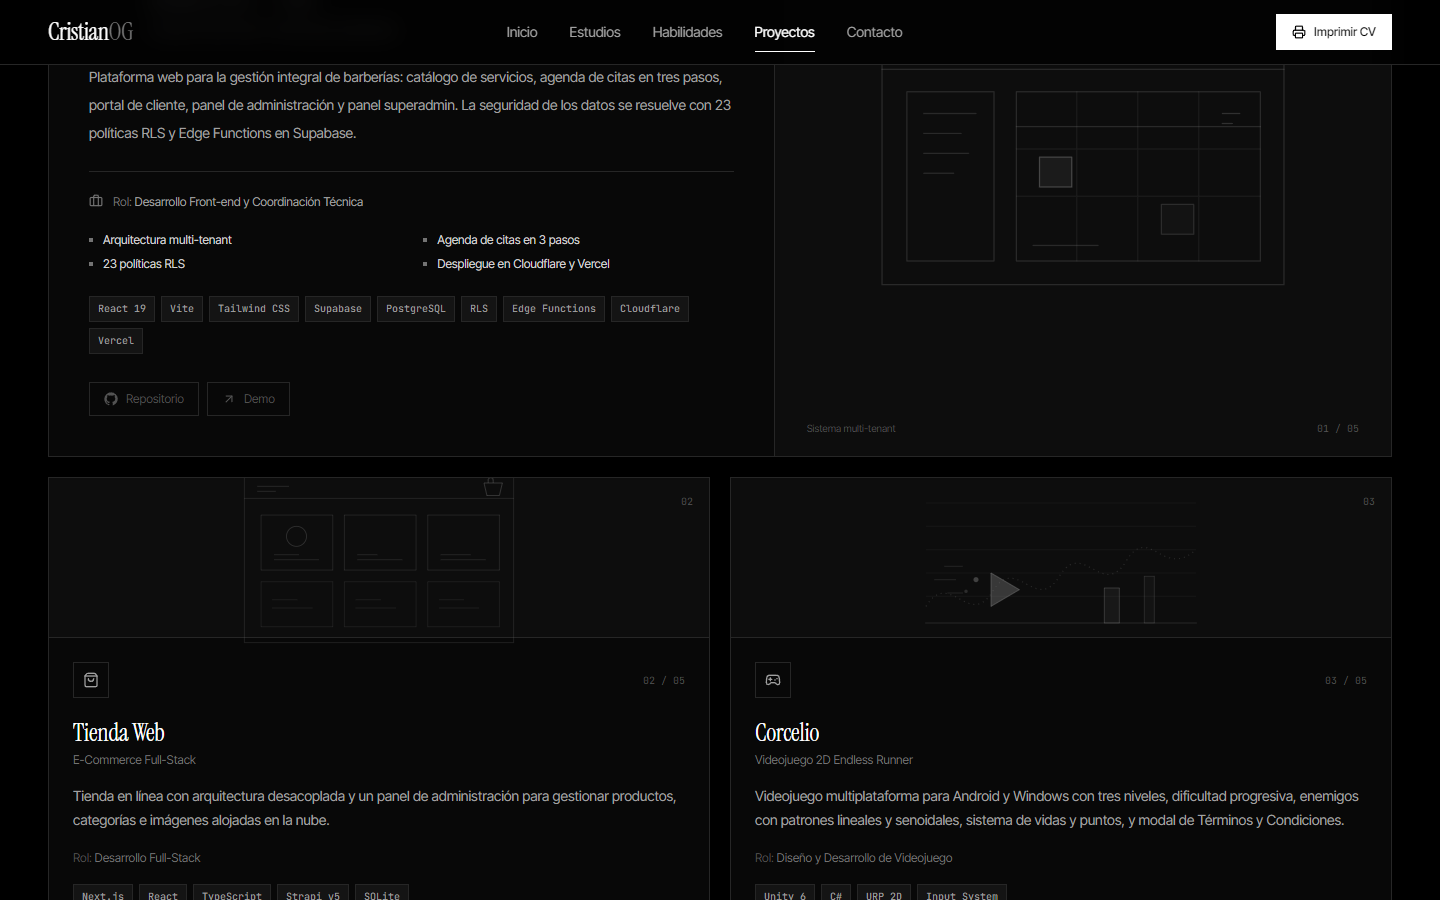 CristianOG
Inicio
Estudios
Habilidades
Proyectos
Contacto
Imprimir CV
Plataforma web para la gestión integral de barberías: catálogo de servicios, agenda de citas en tres pasos,
portal de cliente, panel de administración y panel superadmin. La seguridad de los datos se resuelve con 23
políticas RLS y Edge Functions en Supabase.
Rol: Desarrollo Front-end y Coordinación Técnica
Arquitectura multi-tenant
Agenda de citas en 3 pasos
23 políticas RLS
Despliegue en Cloudflare y Vercel
React 19
Vite
Tailwind CSS
Supabase
PostgreSQL
RLS
Edge Functions
Cloudflare
Vercel
Repositorio
Demo
Sistema multi-tenant
01 / 05
02
02 / 05
Tienda Web
E-Commerce Full-Stack
Tienda en línea con arquitectura desacoplada y un panel de administración para gestionar productos,
categorías e imágenes alojadas en la nube.
Rol: Desarrollo Full-Stack
Next.js
React
TypeScript
Strapi v5
SQLite
03
03 / 05
Corcelio
Videojuego 2D Endless Runner
Videojuego multiplataforma para Android y Windows con tres niveles, dificultad progresiva, enemigos
con patrones lineales y senoidales, sistema de vidas y puntos, y modal de Términos y Condiciones.
Rol: Diseño y Desarrollo de Videojuego
Unity 6
C#
URP 2D
Input System